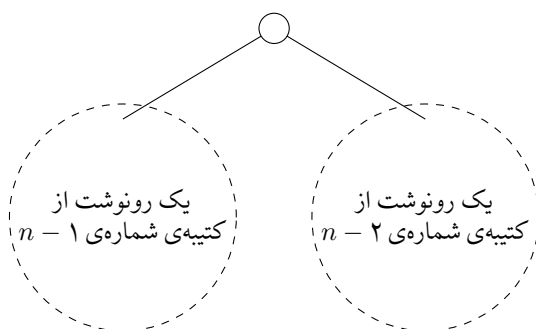 یک رونوشت از
کتیبه‌ی شماره‌ی n − ۱
یک رونوشت از
کتیبه‌ی شماره‌ی n − ۲